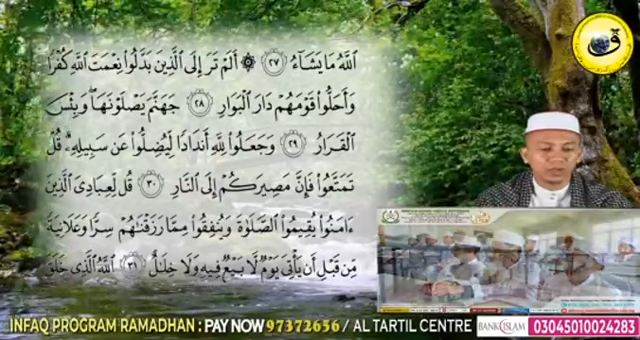 ٱللَّهُ مَا يَشَآءُ ٢٧ ۞ أَلَمْ تَرَ إِلَى ٱلَّذِينَ بَدَّلُوا۟ نِعْمَتَ ٱللَّهِ كُفْرًا
وَأَحَلُّوا۟ قَوْمَهُمْ دَارَ ٱلْبَوَارِ ٢٨ جَهَنَّمَ يَصْلَوْنَهَا ۖ وَبِئْسَ
ٱلْقَرَارُ ٢٩ وَجَعَلُوا۟ لِلَّهِ أَندَادًا لِّيُضِلُّوا۟ عَن سَبِيلِهِۦ ۗ قُلْ
تَمَتَّعُوا۟ فَإِنَّ مَصِيرَكُمْ إِلَى ٱلنَّارِ ٣٠ قُل لِّعِبَادِىَ ٱلَّذِينَ
ءَامَنُوا۟ يُقِيمُوا۟ ٱلصَّلَوٰةَ وَيُنفِقُوا۟ مِمَّا رَزَقْنَٰهُمْ سِرًّا وَعَلَانِيَةً
مِّن قَبْلِ أَن يَأْتِىَ يَوْمٌ لَّا بَيْعٌ فِيهِ وَلَا خِلَٰلٌ ٣١ ٱللَّهُ ٱلَّذِى خَلَقَ
INFAQ PROGRAM RAMADHAN : PAY NOW 97372656 / AL TARTIL CENTRE BANK ISLAM 03045010024283